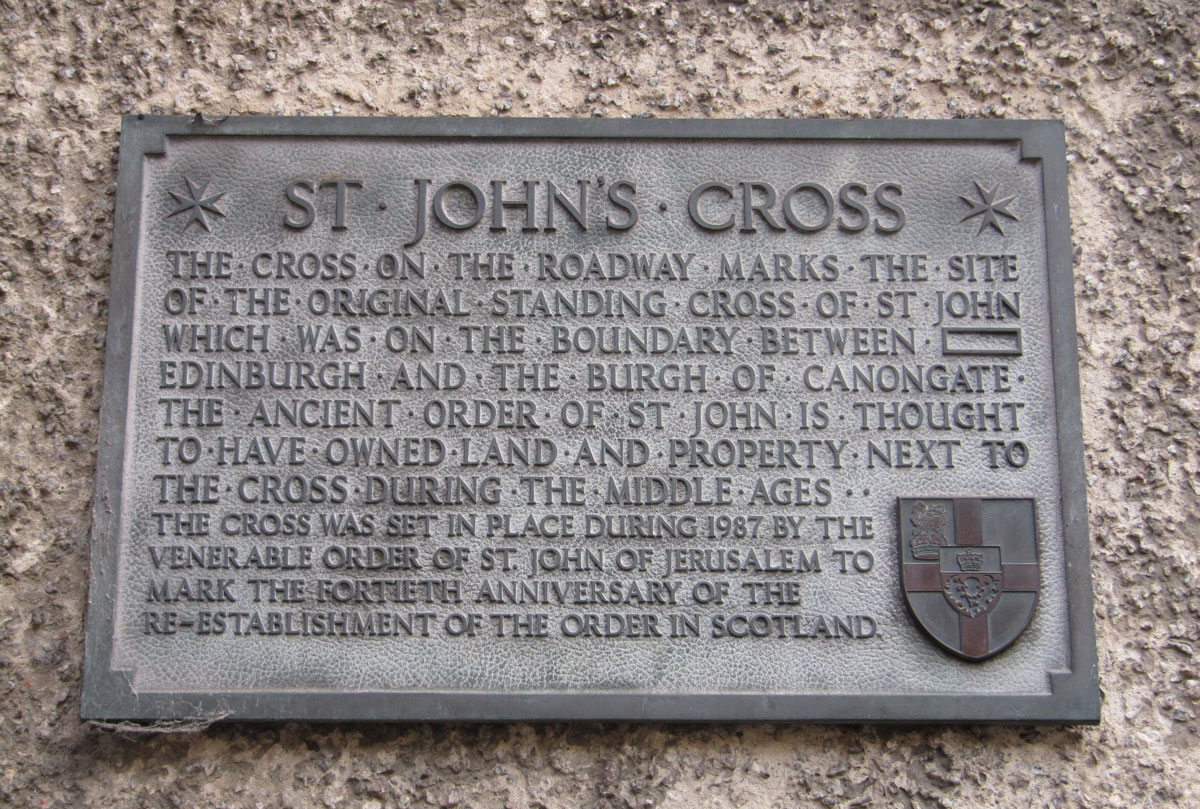 ST · JOHN'S · CROSS
THE · CROSS · ON · THE · ROADWAY · MARKS · THE · SITE
OF · THE · ORIGINAL · STANDING · CROSS · OF · ST · JOHN
WHICH · WAS · ON · THE · BOUNDARY · BETWEEN ·
EDINBURGH · AND · THE · BURGH · OF · CANONGATE ·
THE · ANCIENT · ORDER · OF · ST · JOHN · IS · THOUGHT
TO · HAVE · OWNED · LAND · AND · PROPERTY · NEXT · TO
THE · CROSS · DURING · THE · MIDDLE · AGES · ·
THE CROSS WAS SET IN PLACE DURING 1987 BY THE
VENERABLE ORDER OF ST. JOHN OF JERUSALEM TO
MARK THE FORTIETH ANNIVERSARY OF THE
RE-ESTABLISHMENT OF THE ORDER IN SCOTLAND.